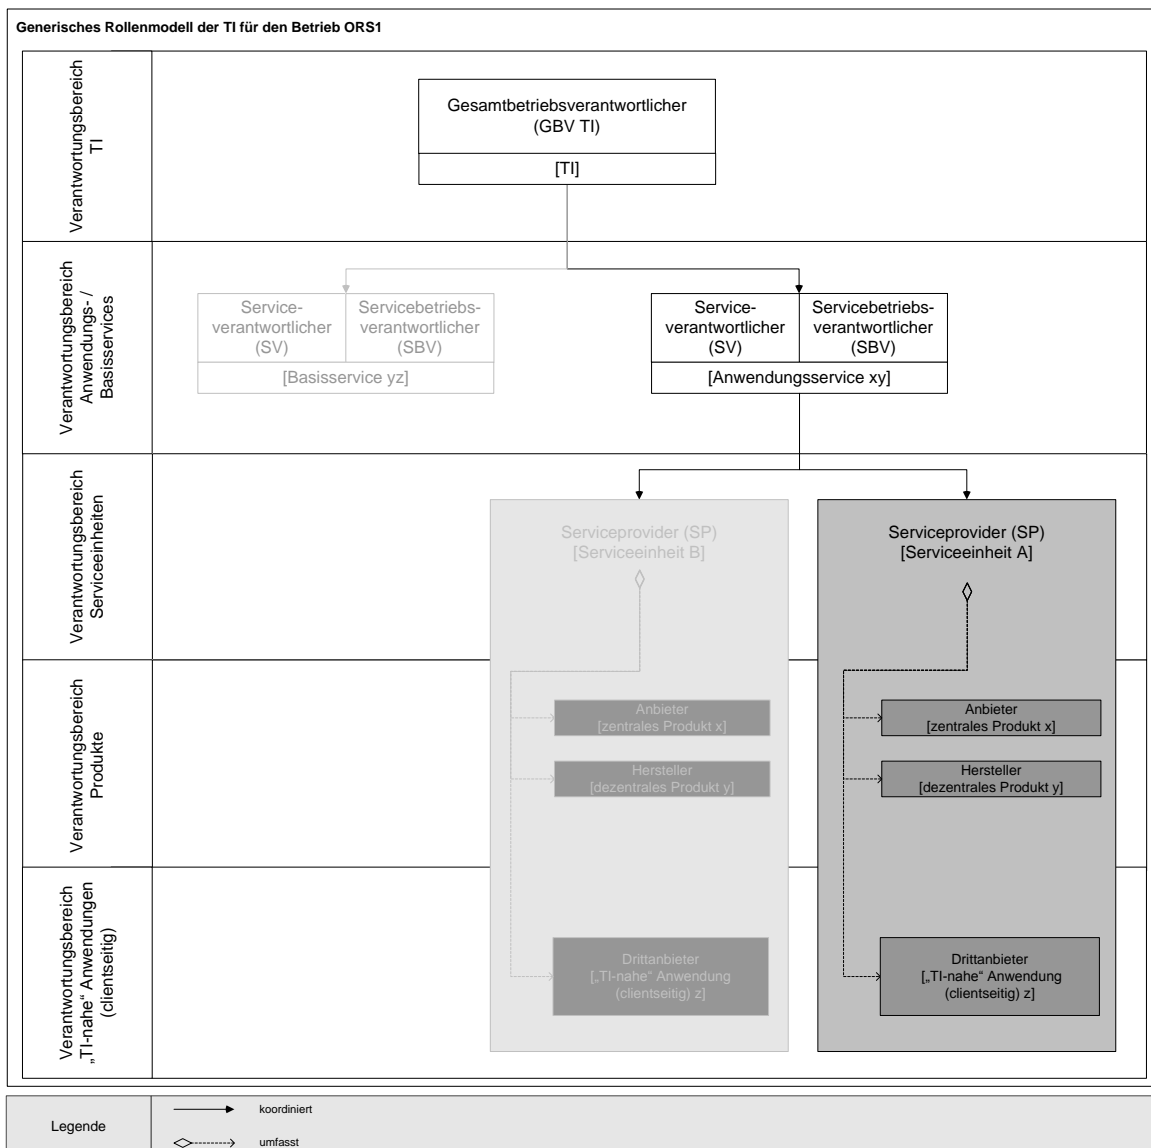 Generisches Rollenmodell der TI für den Betrieb ORS1
Verantwortungsbereich
TI
Gesamtbetriebsverantwortlicher
(GBV TI)
[TI]
Verantwortungsbereich
Anwendungs- /
Basisservices
Service-
verantwortlicher
(SV)
Servicebetriebs-
verantwortlicher
(SBV)
[Basisservice yz]
Service-
verantwortlicher
(SV)
Servicebetriebs-
verantwortlicher
(SBV)
[Anwendungsservice xy]
Verantwortungsbereich
Serviceeinheiten
Serviceprovider (SP)
[Serviceeinheit B]
Serviceprovider (SP)
[Serviceeinheit A]
Verantwortungsbereich
Produkte
Anbieter
[zentrales Produkt x]
Hersteller
[dezentrales Produkt y]
Anbieter
[zentrales Produkt x]
Hersteller
[dezentrales Produkt y]
Verantwortungsbereich
„TI-nahe“ Anwendungen
(clientseitig)
Drittanbieter
[„TI-nahe“ Anwendung
(clientseitig) z]
Drittanbieter
[„TI-nahe“ Anwendung
(clientseitig) z]
Legende
koordiniert
umfasst